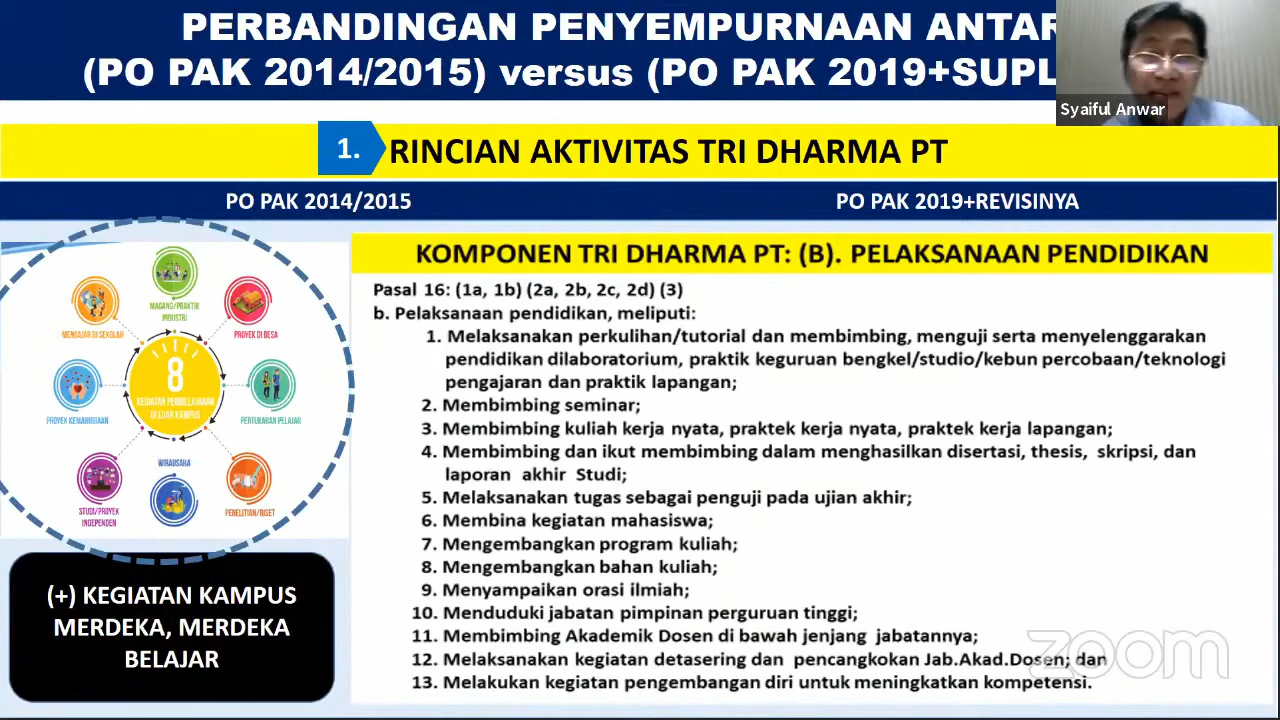 PERBANDINGAN PENYEMPURNAAN ANTAR
(PO PAK 2014/2015) versus (PO PAK 2019+SUPL
Syaiful Anwar
1. RINCIAN AKTIVITAS TRI DHARMA PT
PO PAK 2014/2015
PO PAK 2019+REVISINYA
MAGANG/PRAKTIK
INDUSTRI
MENGAJAR DI SEKOLAH
PROYEK DI DESA
8
KEGIATAN PEMBELAJARAN
DI LUAR KAMPUS
PROYEK KEMANUSIAAN
PERTUKARAN PELAJAR
WIRAUSAHA
STUDI/PROYEK
INDEPENDEN
PENELITIAN/RISET
(+) KEGIATAN KAMPUS
MERDEKA, MERDEKA
BELAJAR
KOMPONEN TRI DHARMA PT: (B). PELAKSANAAN PENDIDIKAN
Pasal 16: (1a, 1b) (2a, 2b, 2c, 2d) (3)
b. Pelaksanaan pendidikan, meliputi:
1. Melaksanakan perkulihan/tutorial dan membimbing, menguji serta menyelenggarakan
pendidikan dilaboratorium, praktik keguruan bengkel/studio/kebun percobaan/teknologi
pengajaran dan praktik lapangan;
2. Membimbing seminar;
3. Membimbing kuliah kerja nyata, praktek kerja nyata, praktek kerja lapangan;
4. Membimbing dan ikut membimbing dalam menghasilkan disertasi, thesis, skripsi, dan
laporan akhir Studi;
5. Melaksanakan tugas sebagai penguji pada ujian akhir;
6. Membina kegiatan mahasiswa;
7. Mengembangkan program kuliah;
8. Mengembangkan bahan kuliah;
9. Menyampaikan orasi ilmiah;
10. Menduduki jabatan pimpinan perguruan tinggi;
11. Membimbing Akademik Dosen di bawah jenjang jabatannya;
12. Melaksanakan kegiatan detasering dan pencangkokan Jab.Akad.Dosen; dan
13. Melakukan kegiatan pengembangan diri untuk meningkatkan kompetensi.
zoom